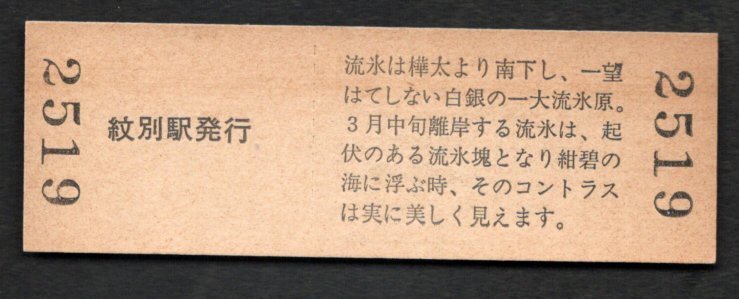 2519
紋別駅発行
流氷は樺太より南下し、一望
はてしない白銀の一大流氷原。
3月中旬離岸する流氷は、起
伏のある流氷塊となり紺碧の
海に浮ぶ時、そのコントラス
は実に美しく見えます。
2519